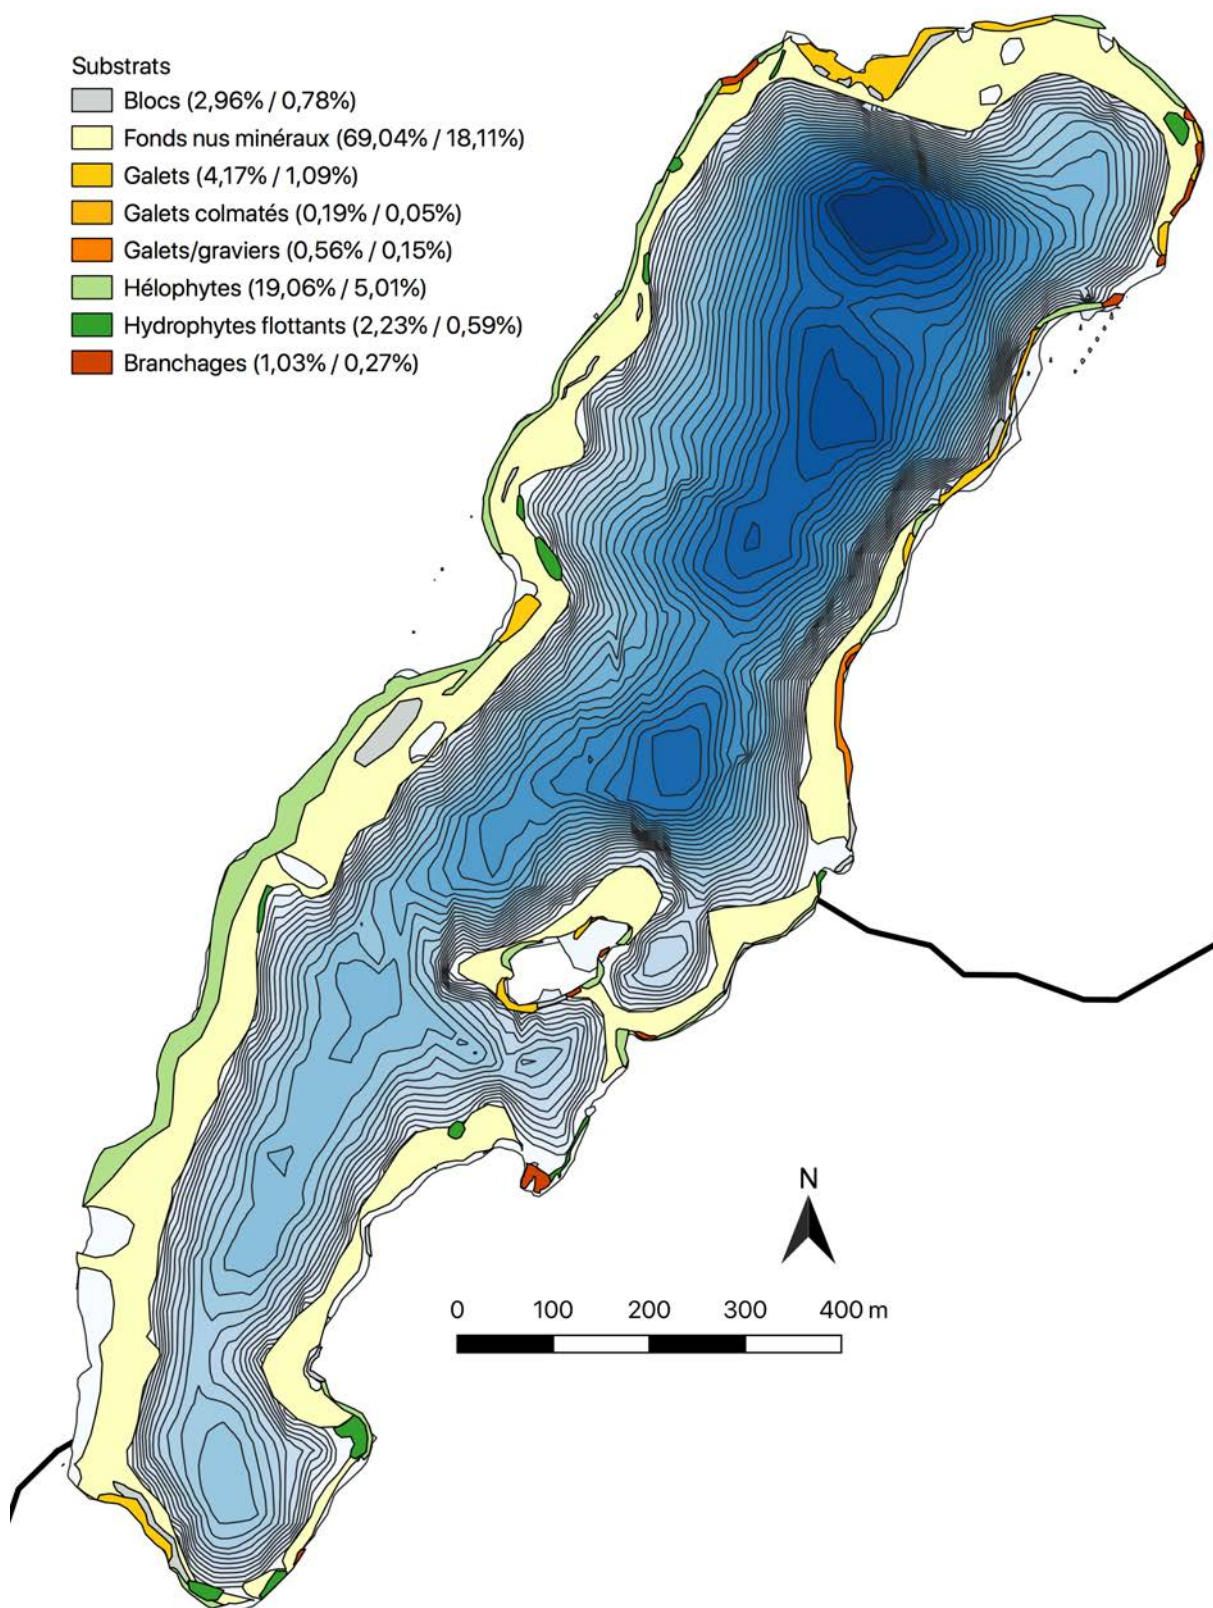 Substrats
Blocs (2,96% / 0,78%)
Fonds nus minéraux (69,04% / 18,11%)
Galets (4,17% / 1,09%)
Galets colmatés (0,19% / 0,05%)
Galets/graviers (0,56% / 0,15%)
Hélophytes (19,06% / 5,01%)
Hydrophytes flottants (2,23% / 0,59%)
Branchages (1,03% / 0,27%)
N
0 100 200 300 400 m